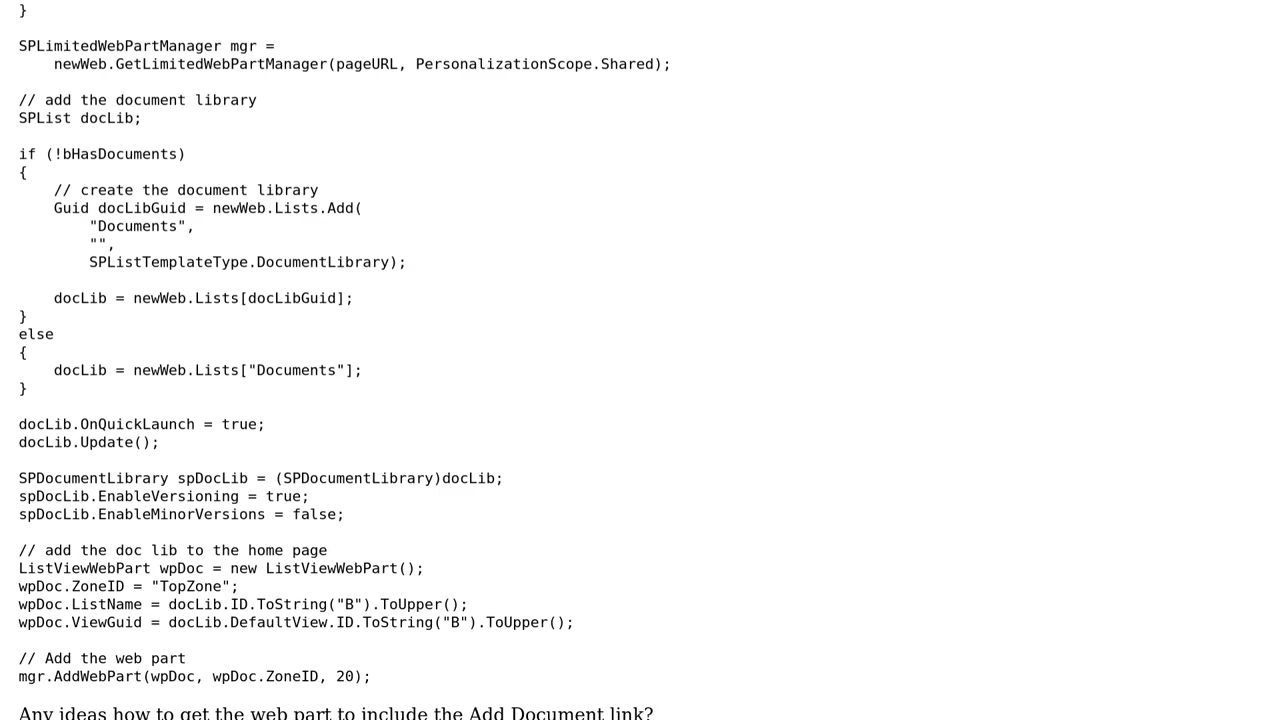 }
SPLimitedWebPartManager mgr =
    newWeb.GetLimitedWebPartManager(pageURL, PersonalizationScope.Shared);
// add the document library
SPList docLib;
if (!bHasDocuments)
{
    // create the document library
    Guid docLibGuid = newWeb.Lists.Add(
        "Documents",
        "",
        SPListTemplateType.DocumentLibrary);
    docLib = newWeb.Lists[docLibGuid];
}
else
{
    docLib = newWeb.Lists["Documents"];
}
docLib.OnQuickLaunch = true;
docLib.Update();
SPDocumentLibrary spDocLib = (SPDocumentLibrary)docLib;
spDocLib.EnableVersioning = true;
spDocLib.EnableMinorVersions = false;
// add the doc lib to the home page
ListViewWebPart wpDoc = new ListViewWebPart();
wpDoc.ZoneID = "TopZone";
wpDoc.ListName = docLib.ID.ToString("B").ToUpper();
wpDoc.ViewGuid = docLib.DefaultView.ID.ToString("B").ToUpper();
// Add the web part
mgr.AddWebPart(wpDoc, wpDoc.ZoneID, 20);
Any ideas how to get the web part to include the Add Document link?